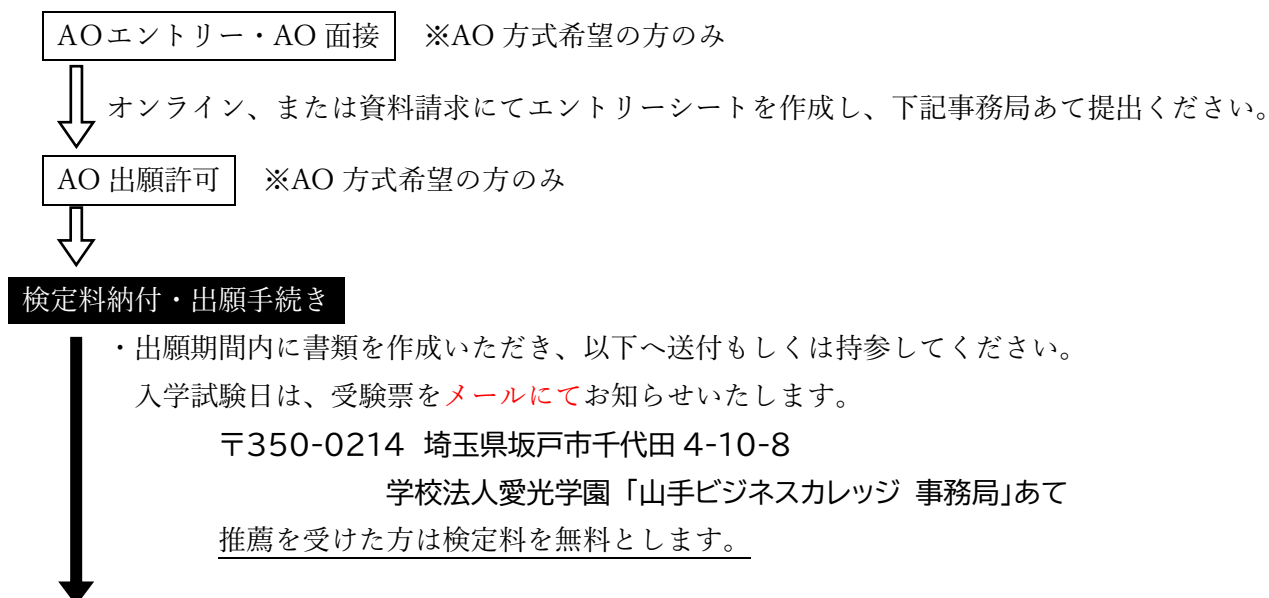 AOエントリー・AO 面接　※AO 方式希望の方のみ
オンライン、または資料請求にてエントリーシートを作成し、下記事務局あて提出ください。
AO 出願許可　※AO 方式希望の方のみ
検定料納付・出願手続き
・出願期間内に書類を作成いただき、以下へ送付もしくは持参してください。
入学試験日は、受験票をメールにてお知らせいたします。
〒350-0214 埼玉県坂戸市千代田 4-10-8
学校法人愛光学園「山手ビジネスカレッジ 事務局」あて
推薦を受けた方は検定料を無料とします。